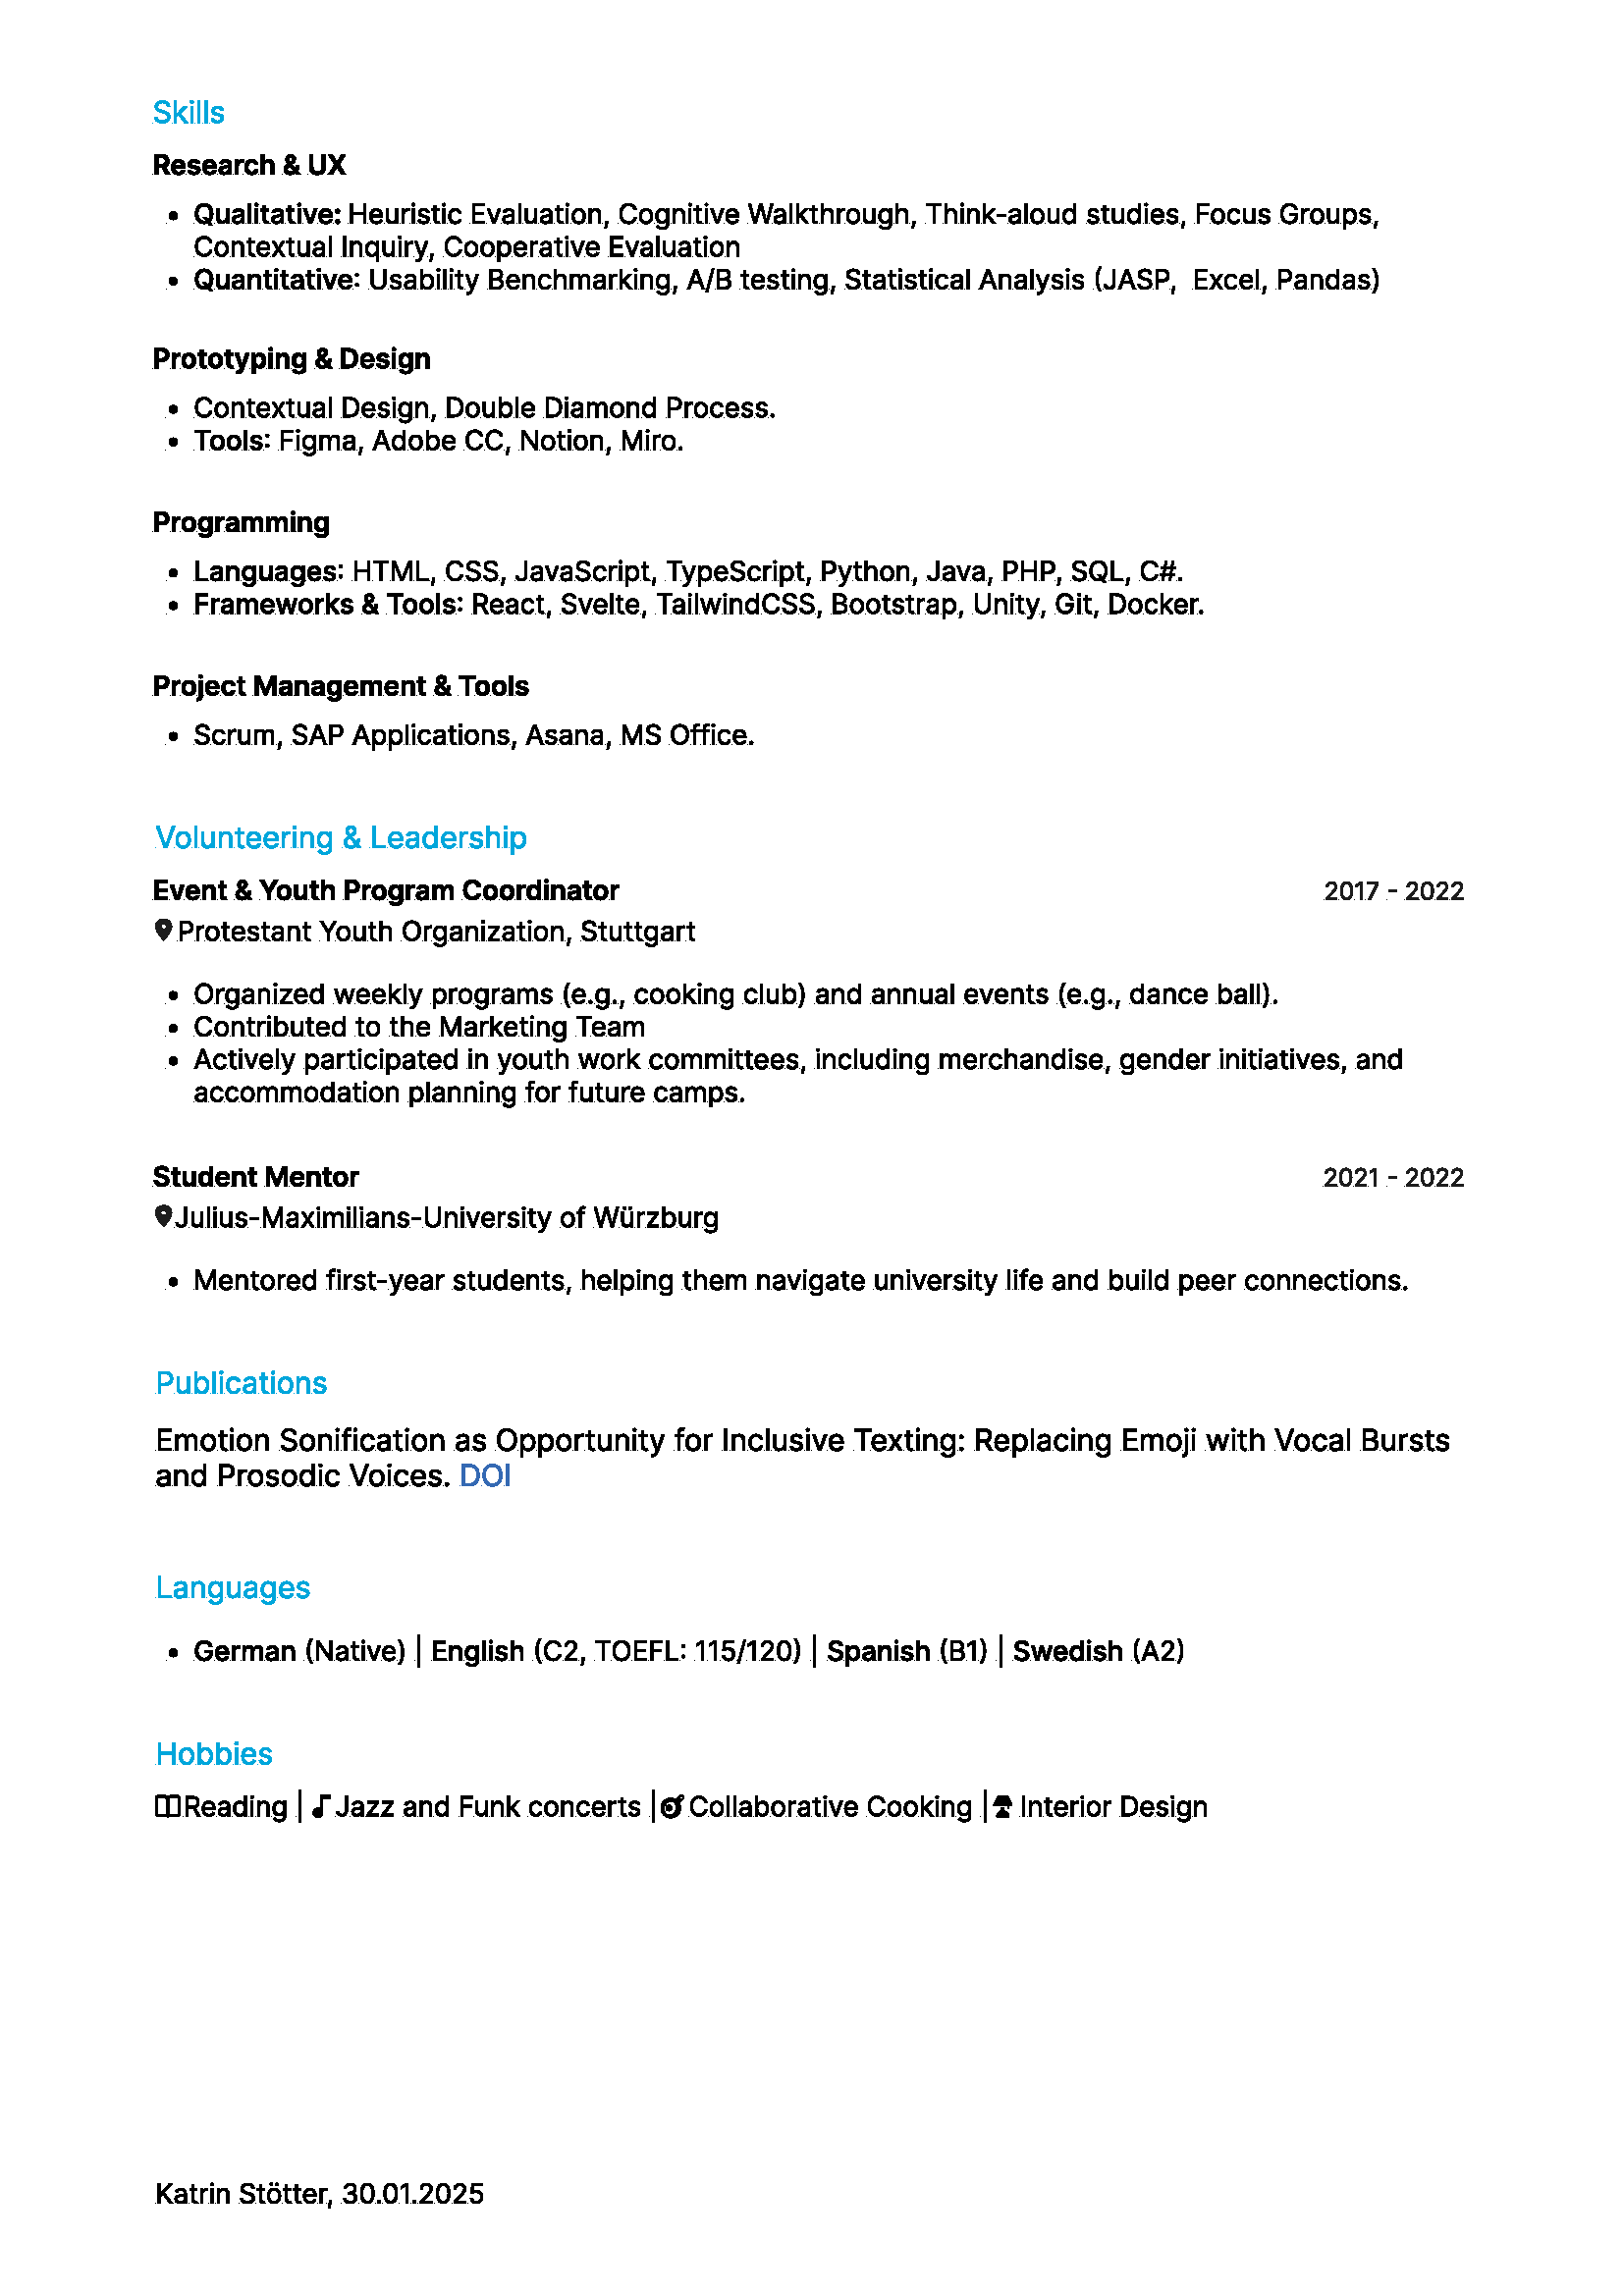 Skills
Research & UX
• Qualitative: Heuristic Evaluation, Cognitive Walkthrough, Think-aloud studies, Focus Groups,
Contextual Inquiry, Cooperative Evaluation
• Quantitative: Usability Benchmarking, A/B testing, Statistical Analysis (JASP,  Excel, Pandas)
Prototyping & Design
• Contextual Design, Double Diamond Process.
• Tools: Figma, Adobe CC, Notion, Miro.
Programming
• Languages: HTML, CSS, JavaScript, TypeScript, Python, Java, PHP, SQL, C#.
• Frameworks & Tools: React, Svelte, TailwindCSS, Bootstrap, Unity, Git, Docker.
Project Management & Tools
• Scrum, SAP Applications, Asana, MS Office.
Volunteering & Leadership
Event & Youth Program Coordinator 2017 - 2022
Protestant Youth Organization, Stuttgart
• Organized weekly programs (e.g., cooking club) and annual events (e.g., dance ball).
• Contributed to the Marketing Team
• Actively participated in youth work committees, including merchandise, gender initiatives, and
accommodation planning for future camps.
Student Mentor 2021 - 2022
Julius-Maximilians-University of Würzburg
• Mentored first-year students, helping them navigate university life and build peer connections.
Publications
Emotion Sonification as Opportunity for Inclusive Texting: Replacing Emoji with Vocal Bursts
and Prosodic Voices. DOI
Languages
• German (Native) | English (C2, TOEFL: 115/120) | Spanish (B1) | Swedish (A2)
Hobbies
Reading | Jazz and Funk concerts | Collaborative Cooking | Interior Design
Katrin Stötter, 30.01.2025